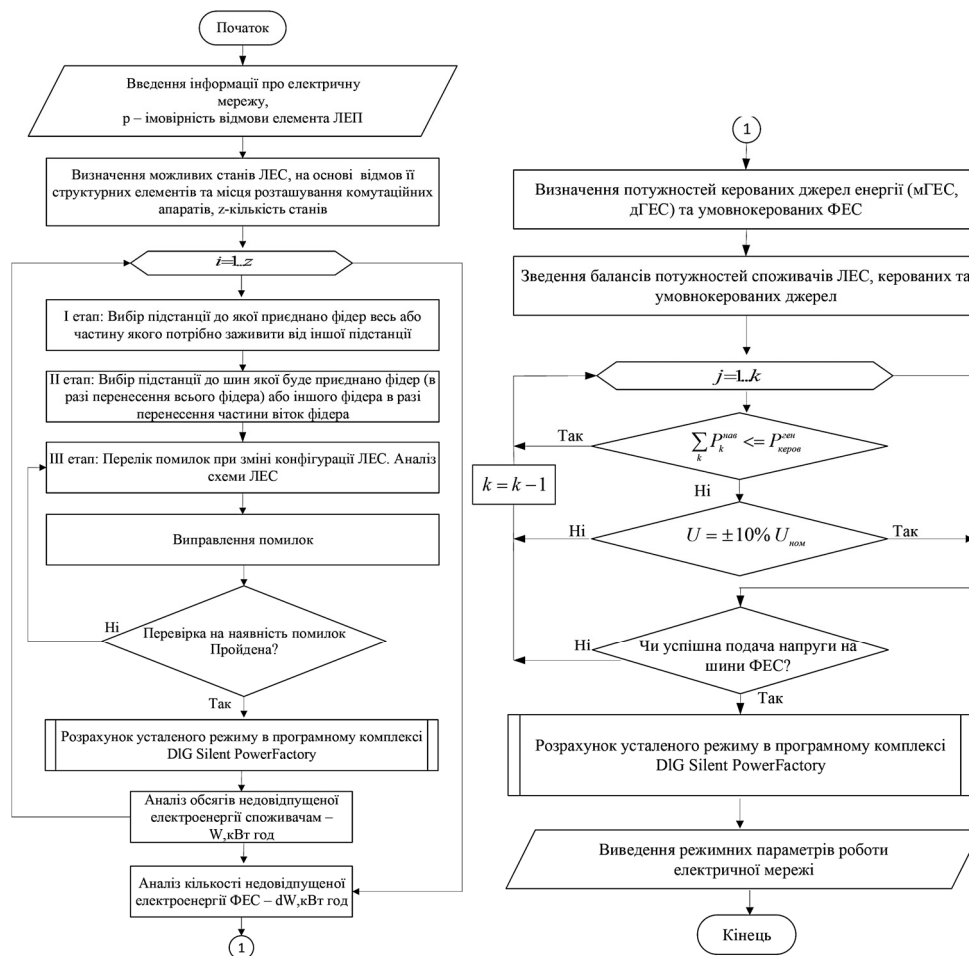 Початок
Введення інформації про електричну
мережу,
p – імовірність відмови елемента ЛЕП
Визначення можливих станів ЛЕС, на основі відмов її
структурних елементів та місця розташування комутаційних
апаратів, z-кількість станів
i=1..z
І етап: Вибір підстанції до якої приєднано фідер весь або
частину якого потрібно заживити від іншої підстанції
ІІ етап: Вибір підстанції до шин якої буде приєднано фідер (в
разі перенесення всього фідера) або іншого фідера в разі
перенесення частини віток фідера
ІІІ етап: Перелік помилок при зміні конфігурації ЛЕС. Аналіз
схеми ЛЕС
Виправлення помилок
Ні
Перевірка на наявність помилок
Пройдена?
Так
Розрахунок усталеного режиму в програмному комплексі
DIG Silent PowerFactory
Аналіз обсягів недовідпущеної
електроенергії споживачам –
W,кВт год
Аналіз кількості недовідпущеної
електроенергії ФЕС – dW,кВт год
1
1
Визначення потужностей керованих джерел енергії (мГЕС,
дГЕС) та умовнокерованих ФЕС
Зведення балансів потужностей споживачів ЛЕС, керованих та
умовнокерованих джерел
j=1..k
Так
∑ₖ Pₖ^нав <= P_керов^ген
k = k − 1
Ні
Ні
U = ±10% U_ном
Так
Ні
Чи успішна подача напруги на
шини ФЕС?
Так
Розрахунок усталеного режиму в програмному комплексі
DIG Silent PowerFactory
Виведення режимних параметрів роботи
електричної мережі
Кінець